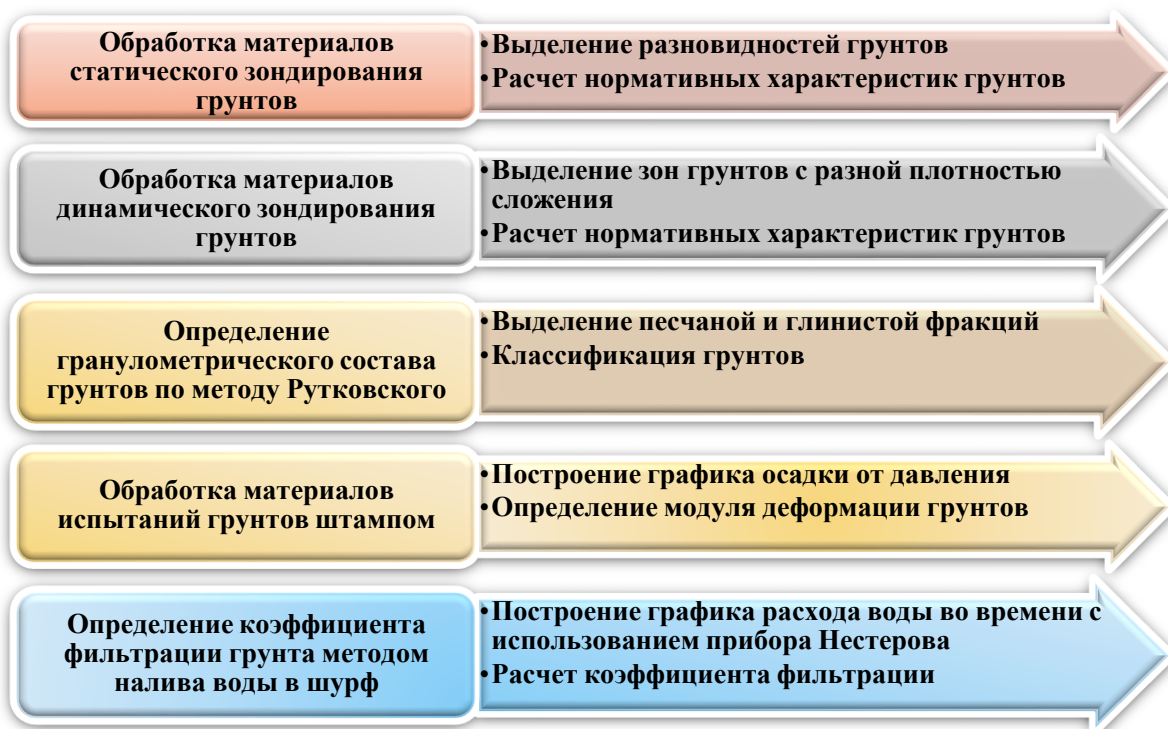 Обработка материалов
статического зондирования
грунтов
•Выделение разновидностей грунтов
•Расчет нормативных характеристик грунтов
Обработка материалов
динамического зондирования
грунтов
•Выделение зон грунтов с разной плотностью
сложения
•Расчет нормативных характеристик грунтов
Определение
гранулометрического состава
грунтов по методу Рутковского
•Выделение песчаной и глинистой фракций
•Классификация грунтов
Обработка материалов
испытаний грунтов штампом
•Построение графика осадки от давления
•Определение модуля деформации грунтов
Определение коэффициента
фильтрации грунта методом
налива воды в шурф
•Построение графика расхода воды во времени с
использованием прибора Нестерова
•Расчет коэффициента фильтрации